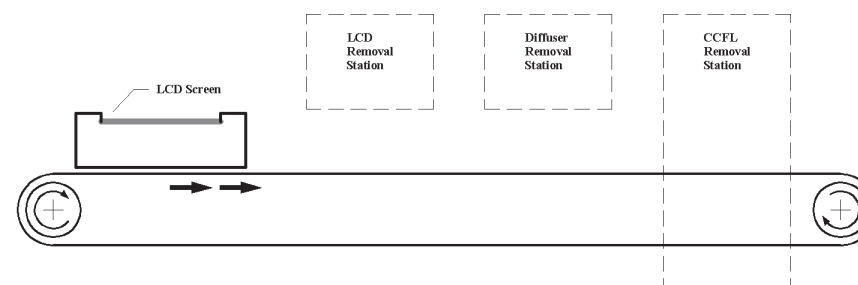 LCD
Removal
Station
Diffuser
Removal
Station
CCFL
Removal
Station
LCD Screen